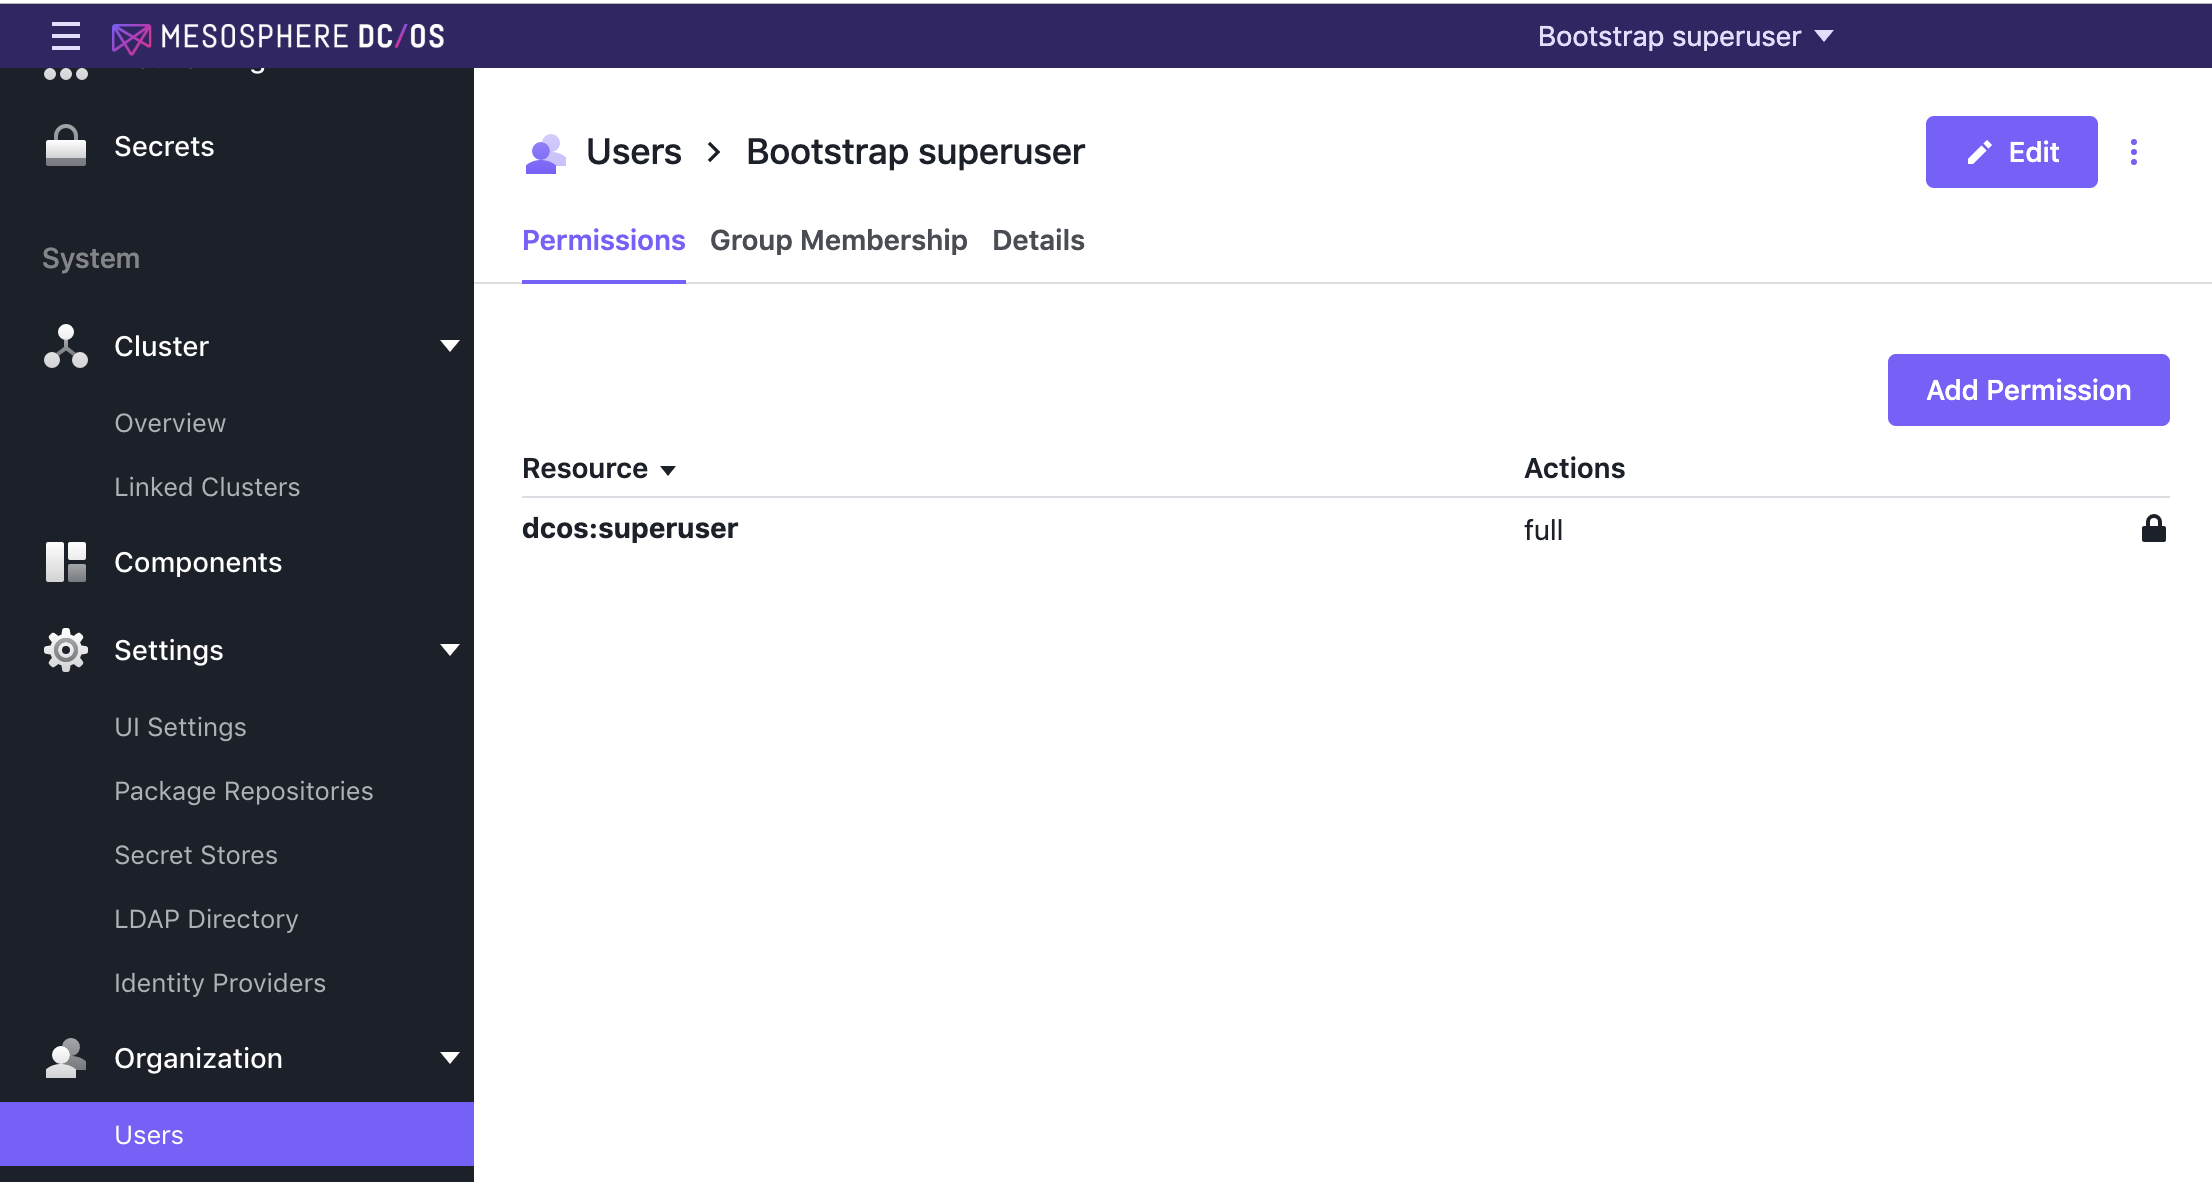 MESOSPHERE DC/OS
Bootstrap superuser
Secrets
System
Cluster
Overview
Linked Clusters
Components
Settings
UI Settings
Package Repositories
Secret Stores
LDAP Directory
Identity Providers
Organization
Users
Users > Bootstrap superuser
Edit
Permissions Group Membership Details
Add Permission
Resource Actions
dcos:superuser full